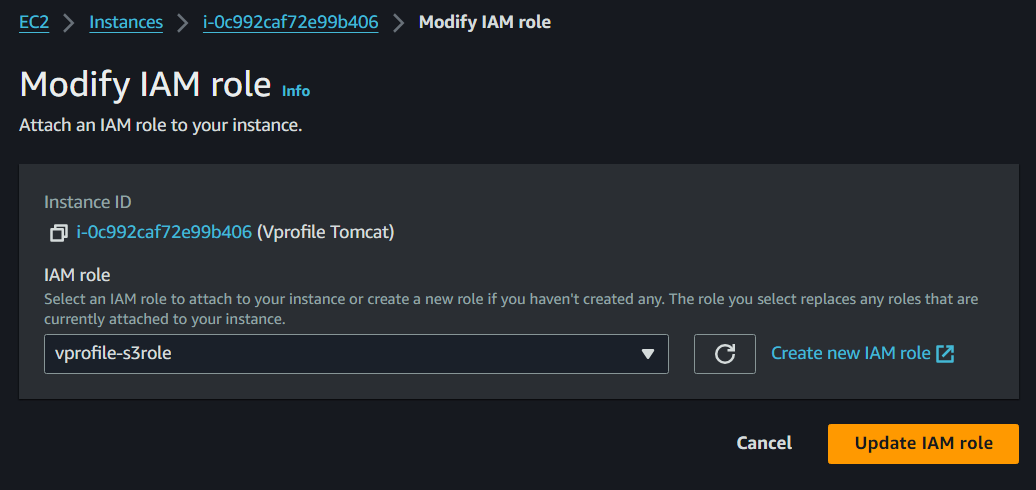 EC2 > Instances > i-0c992caf72e99b406 > Modify IAM role
Modify IAM role Info
Attach an IAM role to your instance.
Instance ID
i-0c992caf72e99b406 (Vprofile Tomcat)
IAM role
Select an IAM role to attach to your instance or create a new role if you haven't created any. The role you select replaces any roles that are
currently attached to your instance.
vprofile-s3role
Create new IAM role
Cancel
Update IAM role